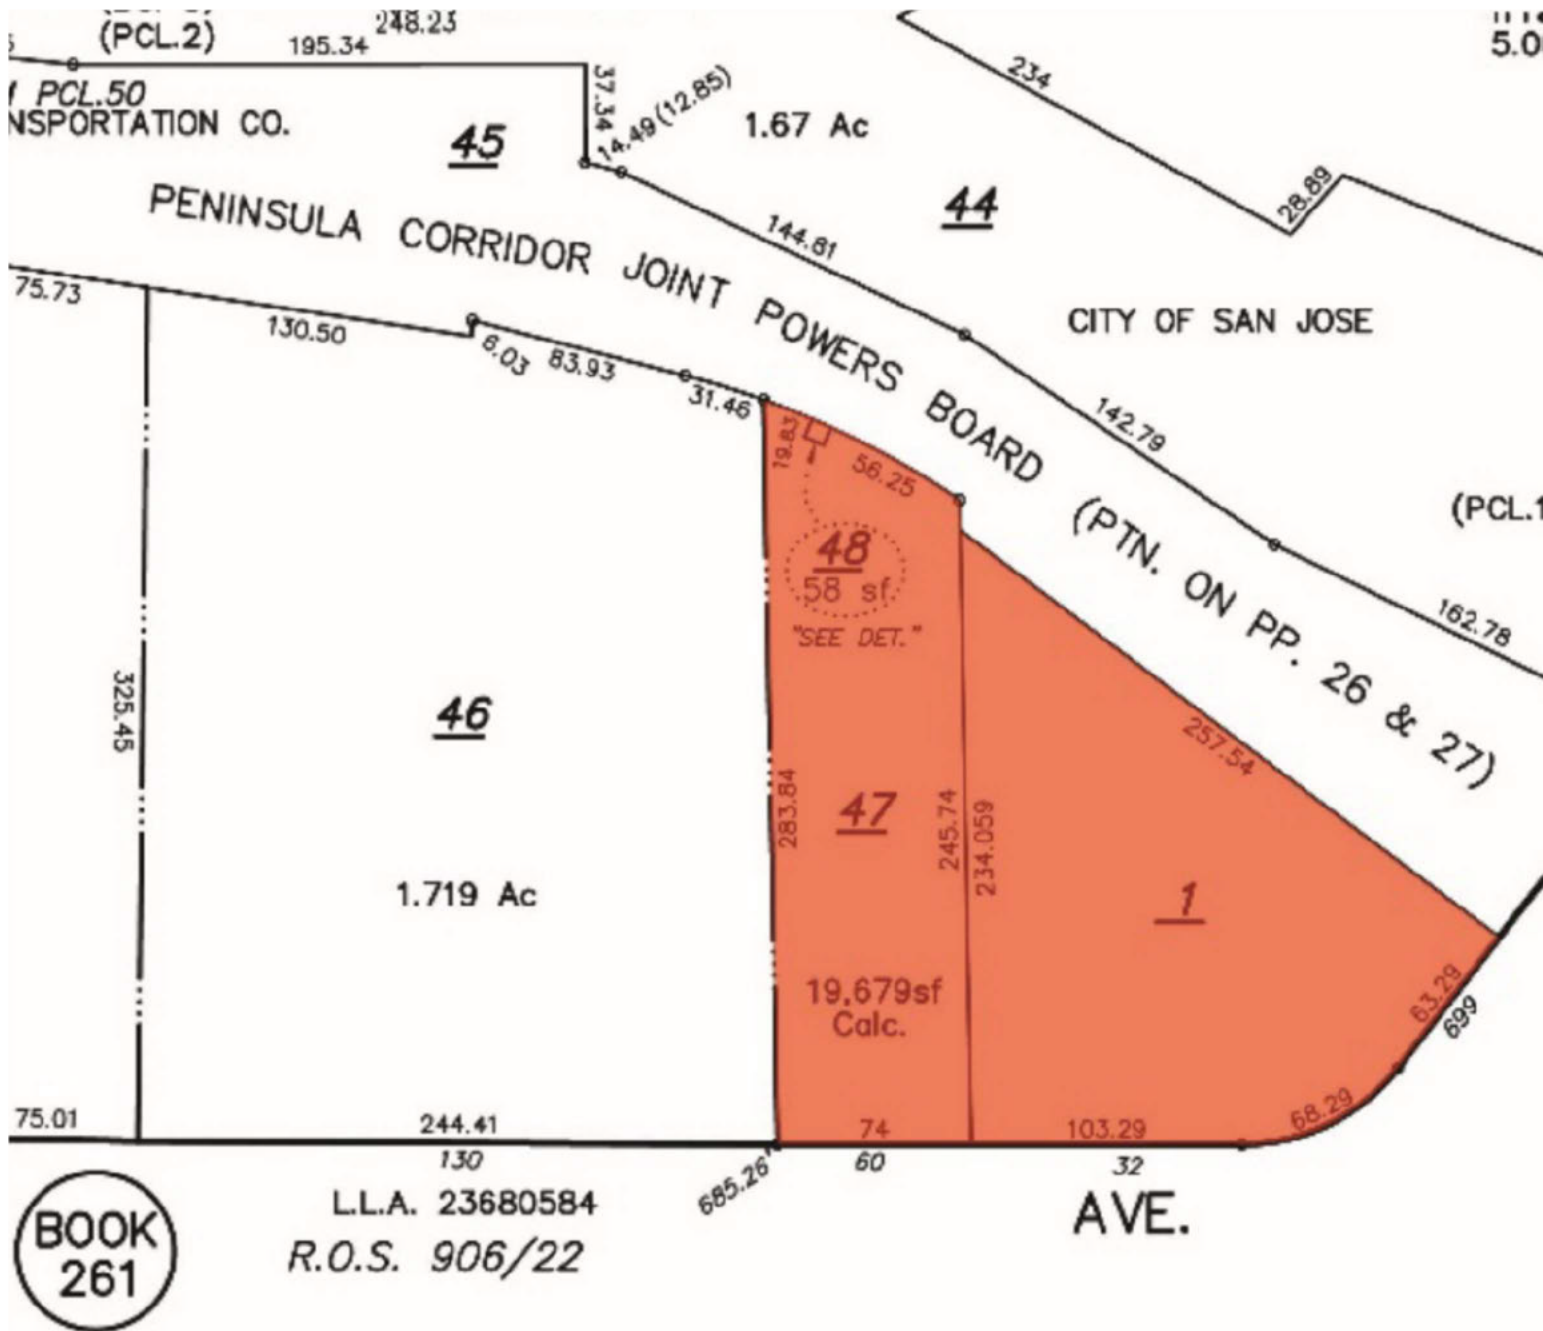 (PCL.2)
248.23
195.34
5.0
PCL.50
NSPORTATION CO.
37.34
14.49(12.85)
1.67 Ac
234
28.89
45
44
PENINSULA CORRIDOR JOINT POWERS BOARD (PTN. ON PP. 26 & 27)
144.81
CITY OF SAN JOSE
75.73
130.50
6.03
83.93
31.46
142.79
19.83
56.25
(PCL.1
48
58 sf.
"SEE DET."
162.78
325.45
46
257.54
283.84
47
245.74
234.059
1
1.719 Ac
19,679sf
Calc.
63.29
699
75.01
244.41
74
103.29
68.29
130
60
32
685.26'
L.L.A. 23680584
AVE.
BOOK
261
R.O.S. 906/22